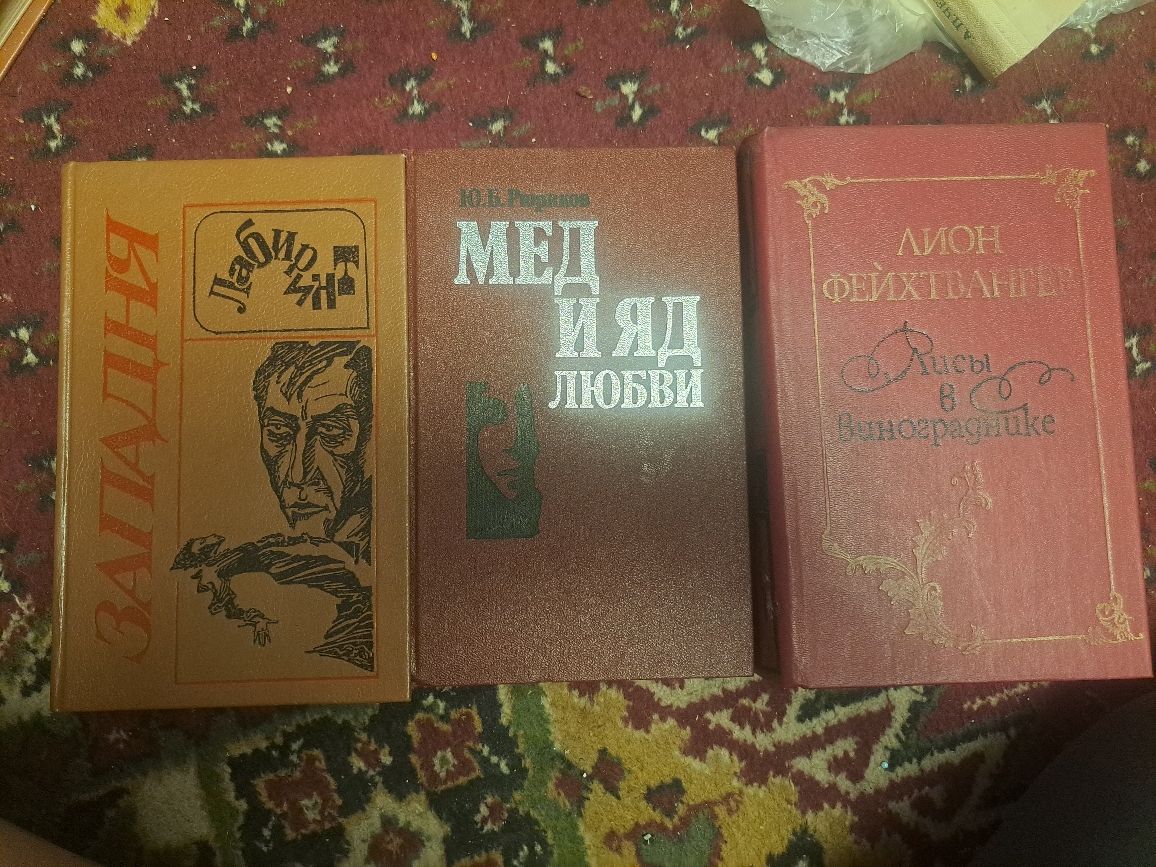 ЗАПАДНЯ
Лабиринт
Ю.Б. Рюриков
МЕД
И ЯД
ЛЮБВИ
ЛИОН
ФЕЙХТВАНГЕР
Лисы
в
винограднике